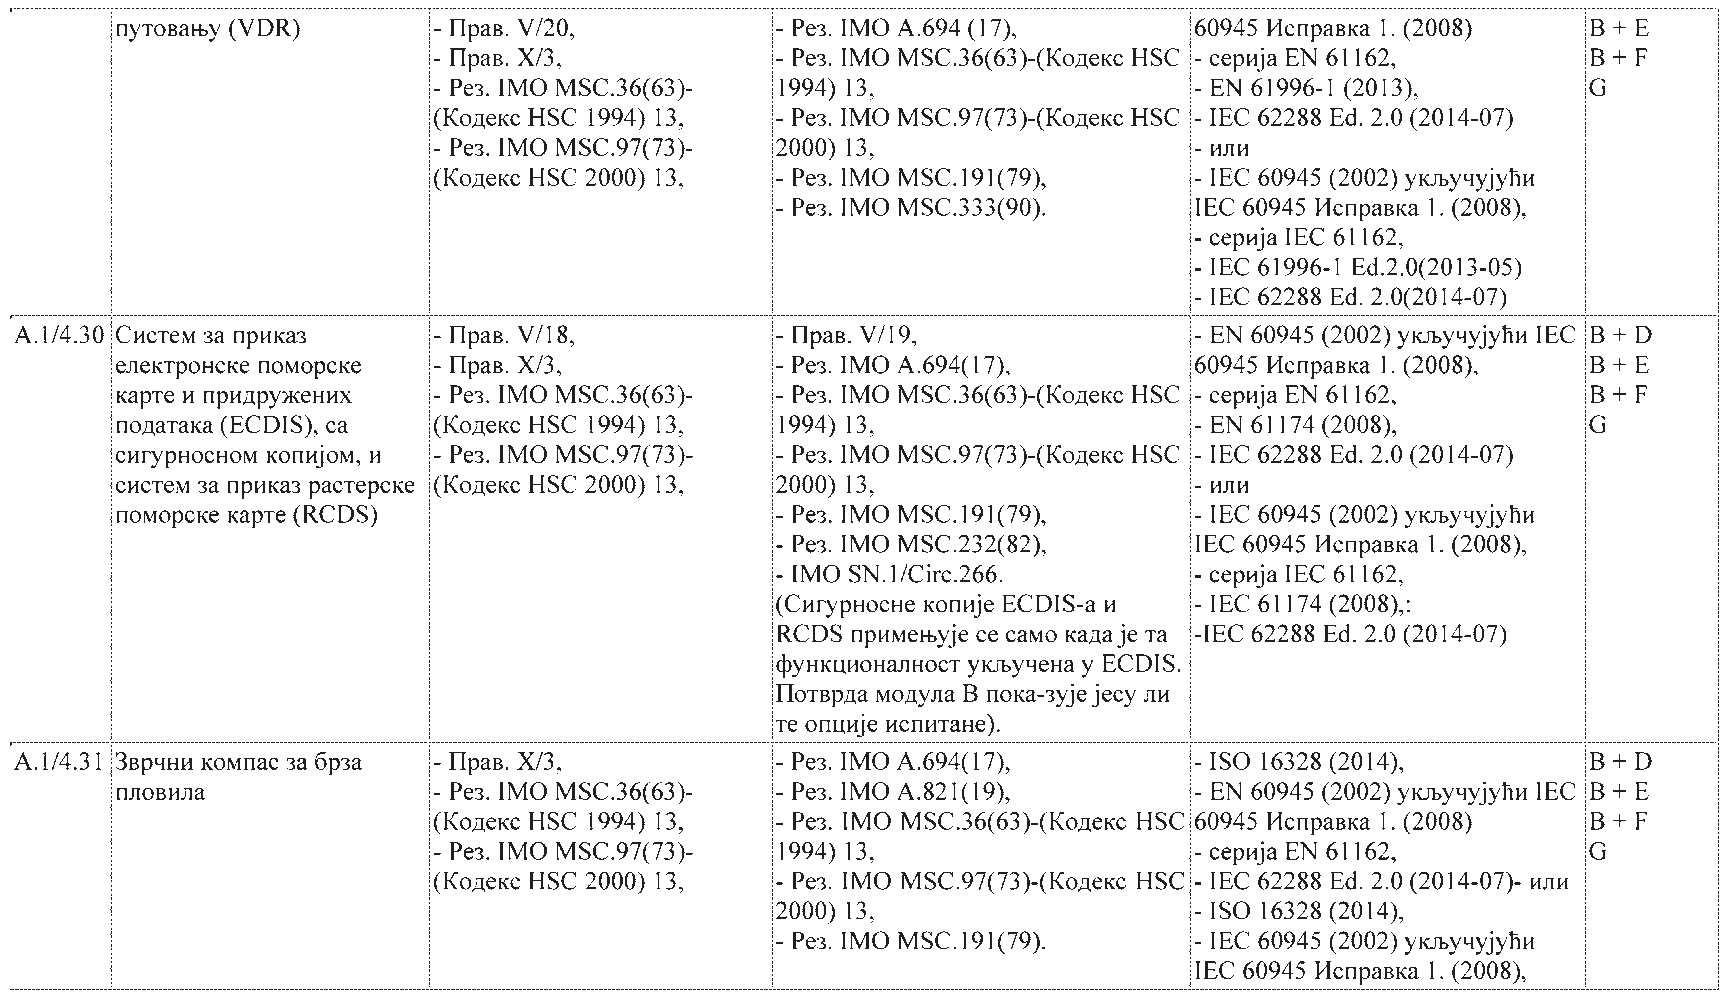 путовању (VDR)
- Прав. V/20,
- Прав. X/3,
- Рез. IMO MSC.36(63)-
(Кодекс HSC 1994) 13,
- Рез. IMO MSC.97(73)-
(Кодекс HSC 2000) 13,
- Рез. IMO A.694 (17),
- Рез. IMO MSC.36(63)-(Кодекс HSC
1994) 13,
- Рез. IMO MSC.97(73)-(Кодекс HSC
2000) 13,
- Рез. IMO MSC.191(79),
- Рез. IMO MSC.333(90).
60945 Исправка 1. (2008)
- серија EN 61162,
- EN 61996-1 (2013),
- IEC 62288 Ed. 2.0 (2014-07)
- или
- IEC 60945 (2002) укључујући
IEC 60945 Исправка 1. (2008),
- серија IEC 61162,
- IEC 61996-1 Ed.2.0(2013-05)
- IEC 62288 Ed. 2.0(2014-07)
B + E
B + F
G
A.1/4.30
Систем за приказ
електронске поморске
карте и придружених
података (ECDIS), са
сигурносном копијом, и
систем за приказ растерске
поморске карте (RCDS)
- Прав. V/18,
- Прав. X/3,
- Рез. IMO MSC.36(63)-
(Кодекс HSC 1994) 13,
- Рез. IMO MSC.97(73)-
(Кодекс HSC 2000) 13,
- Прав. V/19,
- Рез. IMO A.694(17),
- Рез. IMO MSC.36(63)-(Кодекс HSC
1994) 13,
- Рез. IMO MSC.97(73)-(Кодекс HSC
2000) 13,
- Рез. IMO MSC.191(79),
- Рез. IMO MSC.232(82),
- IMO SN.1/Circ.266.
(Сигурносне копије ECDIS-a и
RCDS примењује се само када је та
функционалност укључена у ECDIS.
Потврда модула B пока-зује јесу ли
те опције испитане).
- EN 60945 (2002) укључујући IEC
60945 Исправка 1. (2008),
- серија EN 61162,
- EN 61174 (2008),
- IEC 62288 Ed. 2.0 (2014-07)
- или
- IEC 60945 (2002) укључујући
IEC 60945 Исправка 1. (2008),
- серија IEC 61162,
- IEC 61174 (2008),:
-IEC 62288 Ed. 2.0 (2014-07)
B + D
B + E
B + F
G
A.1/4.31
Зврчни компас за брза
пловила
- Прав. X/3,
- Рез. IMO MSC.36(63)-
(Кодекс HSC 1994) 13,
- Рез. IMO MSC.97(73)-
(Кодекс HSC 2000) 13,
- Рез. IMO A.694(17),
- Рез. IMO A.821(19),
- Рез. IMO MSC.36(63)-(Кодекс HSC
1994) 13,
- Рез. IMO MSC.97(73)-(Кодекс HSC
2000) 13,
- Рез. IMO MSC.191(79).
- ISO 16328 (2014),
- EN 60945 (2002) укључујући IEC
60945 Исправка 1. (2008)
- серија EN 61162,
- IEC 62288 Ed. 2.0 (2014-07)- или
- ISO 16328 (2014),
- IEC 60945 (2002) укључујући
IEC 60945 Исправка 1. (2008),
B + D
B + E
B + F
G